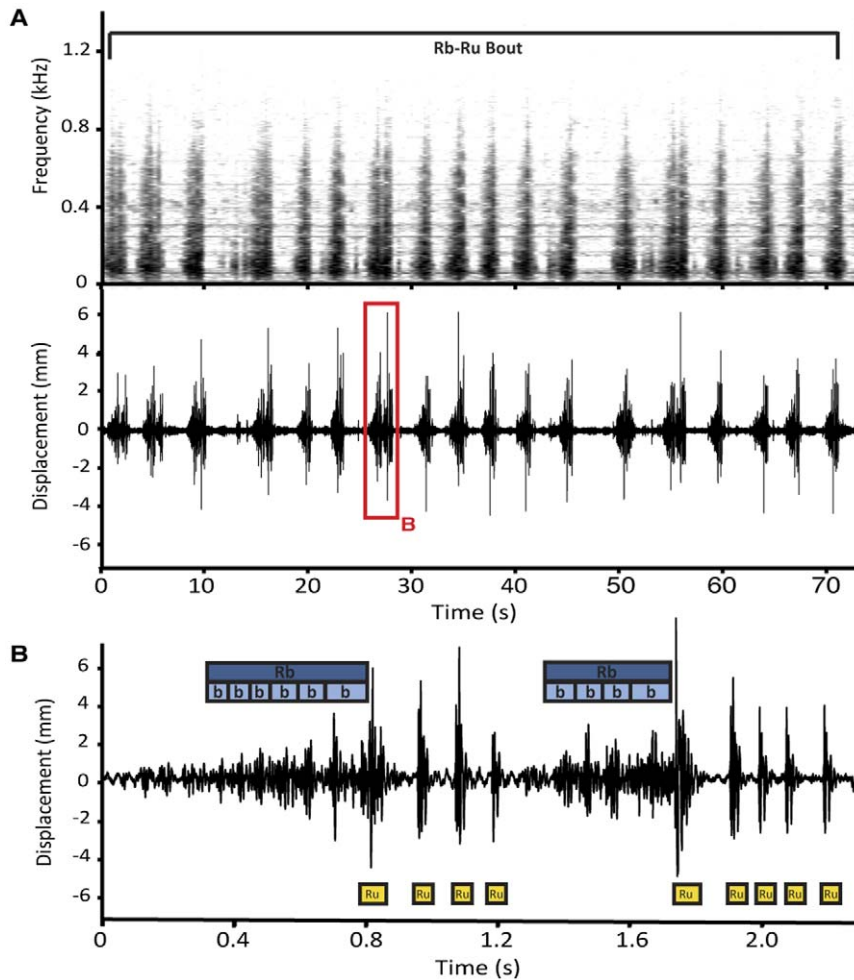 A
Rb-Ru Bout
Frequency (kHz)
1.2
0.8
0.4
0
Displacement (mm)
6
4
2
0
-2
-4
-6
B
0 10 20 30 40 50 60 70
Time (s)
B
Displacement (mm)
6
4
2
0
-2
-4
-6
Rb Rb
b b b b b b b b b b
Ru Ru Ru Ru Ru Ru Ru Ru Ru
0 0.4 0.8 1.2 1.6 2.0
Time (s)